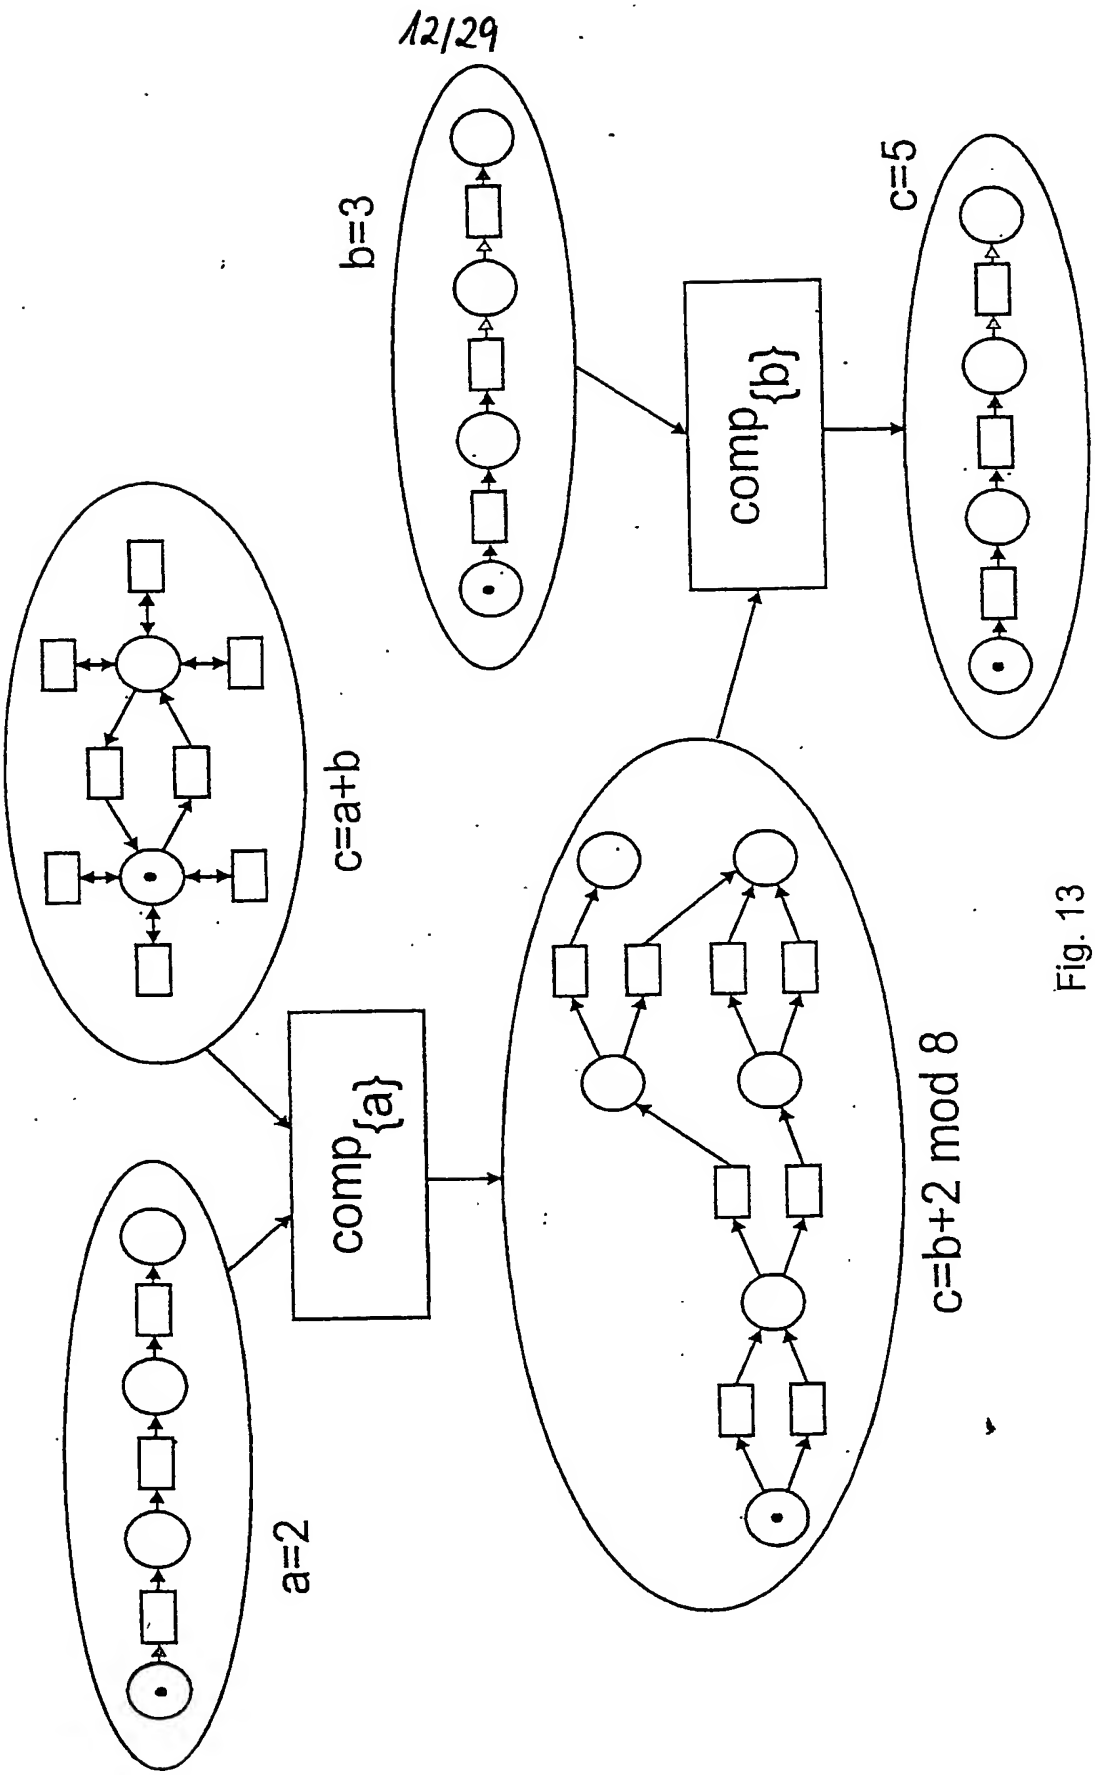 12/29
a=2
c=a+b
b=3
comp{a}
comp{b}
c=b+2 mod 8
c=5
Fig. 13